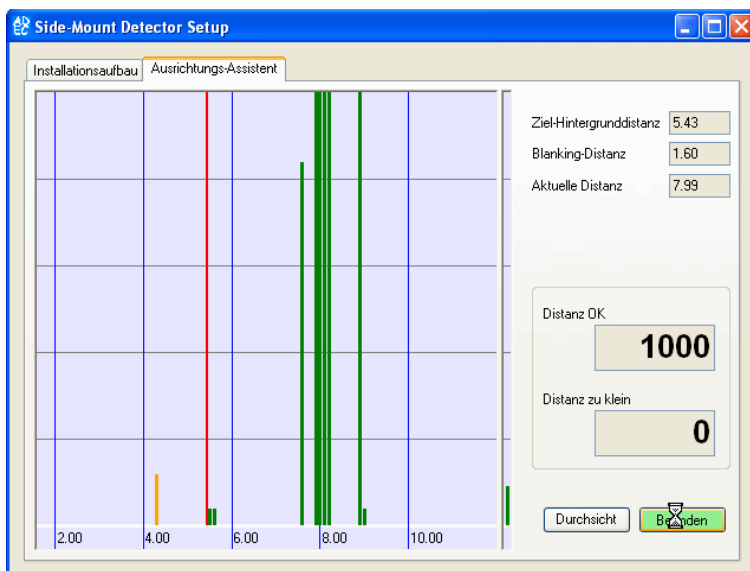 Side-Mount Detector Setup
Installationsaufbau Ausrichtungs-Assistent
Ziel-Hintergrunddistanz 5.43
Blanking-Distanz 1.60
Aktuelle Distanz 7.99
Distanz OK
1000
Distanz zu klein
0
Durchsicht
2.00 4.00 6.00 8.00 10.00